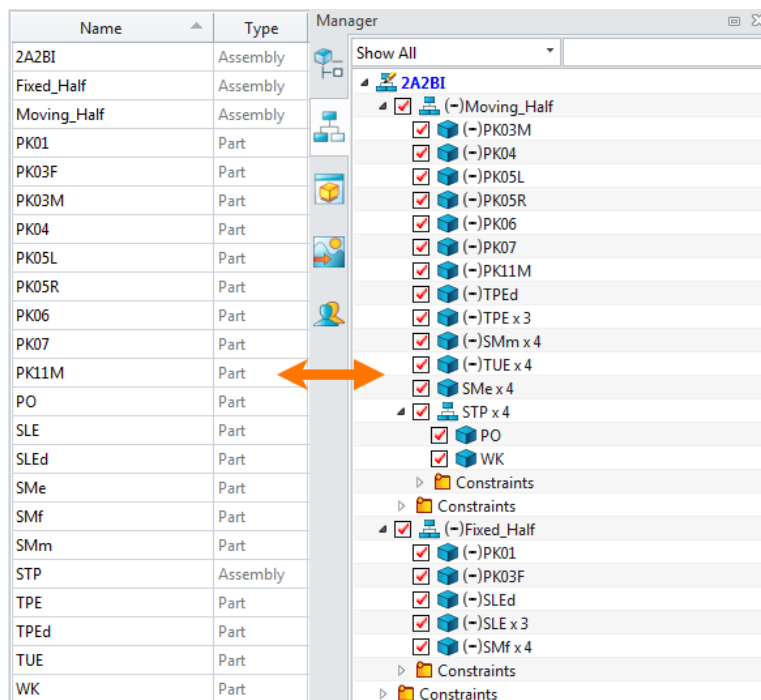 Name Type
2A2BI Assembly
Fixed_Half Assembly
Moving_Half Assembly
PK01 Part
PK03F Part
PK03M Part
PK04 Part
PK05L Part
PK05R Part
PK06 Part
PK07 Part
PK11M Part
PO Part
SLE Part
SLEd Part
SMe Part
SMf Part
SMm Part
STP Assembly
TPE Part
TPEd Part
TUE Part
WK Part
Manager
Show All
2A2BI
(-)Moving_Half
(-)PK03M
(-)PK04
(-)PK05L
(-)PK05R
(-)PK06
(-)PK07
(-)PK11M
(-)TPEd
(-)TPE x 3
(-)SMm x 4
(-)TUE x 4
SMe x 4
STP x 4
PO
WK
Constraints
Constraints
(-)Fixed_Half
(-)PK01
(-)PK03F
(-)SLEd
(-)SLE x 3
(-)SMf x 4
Constraints
Constraints